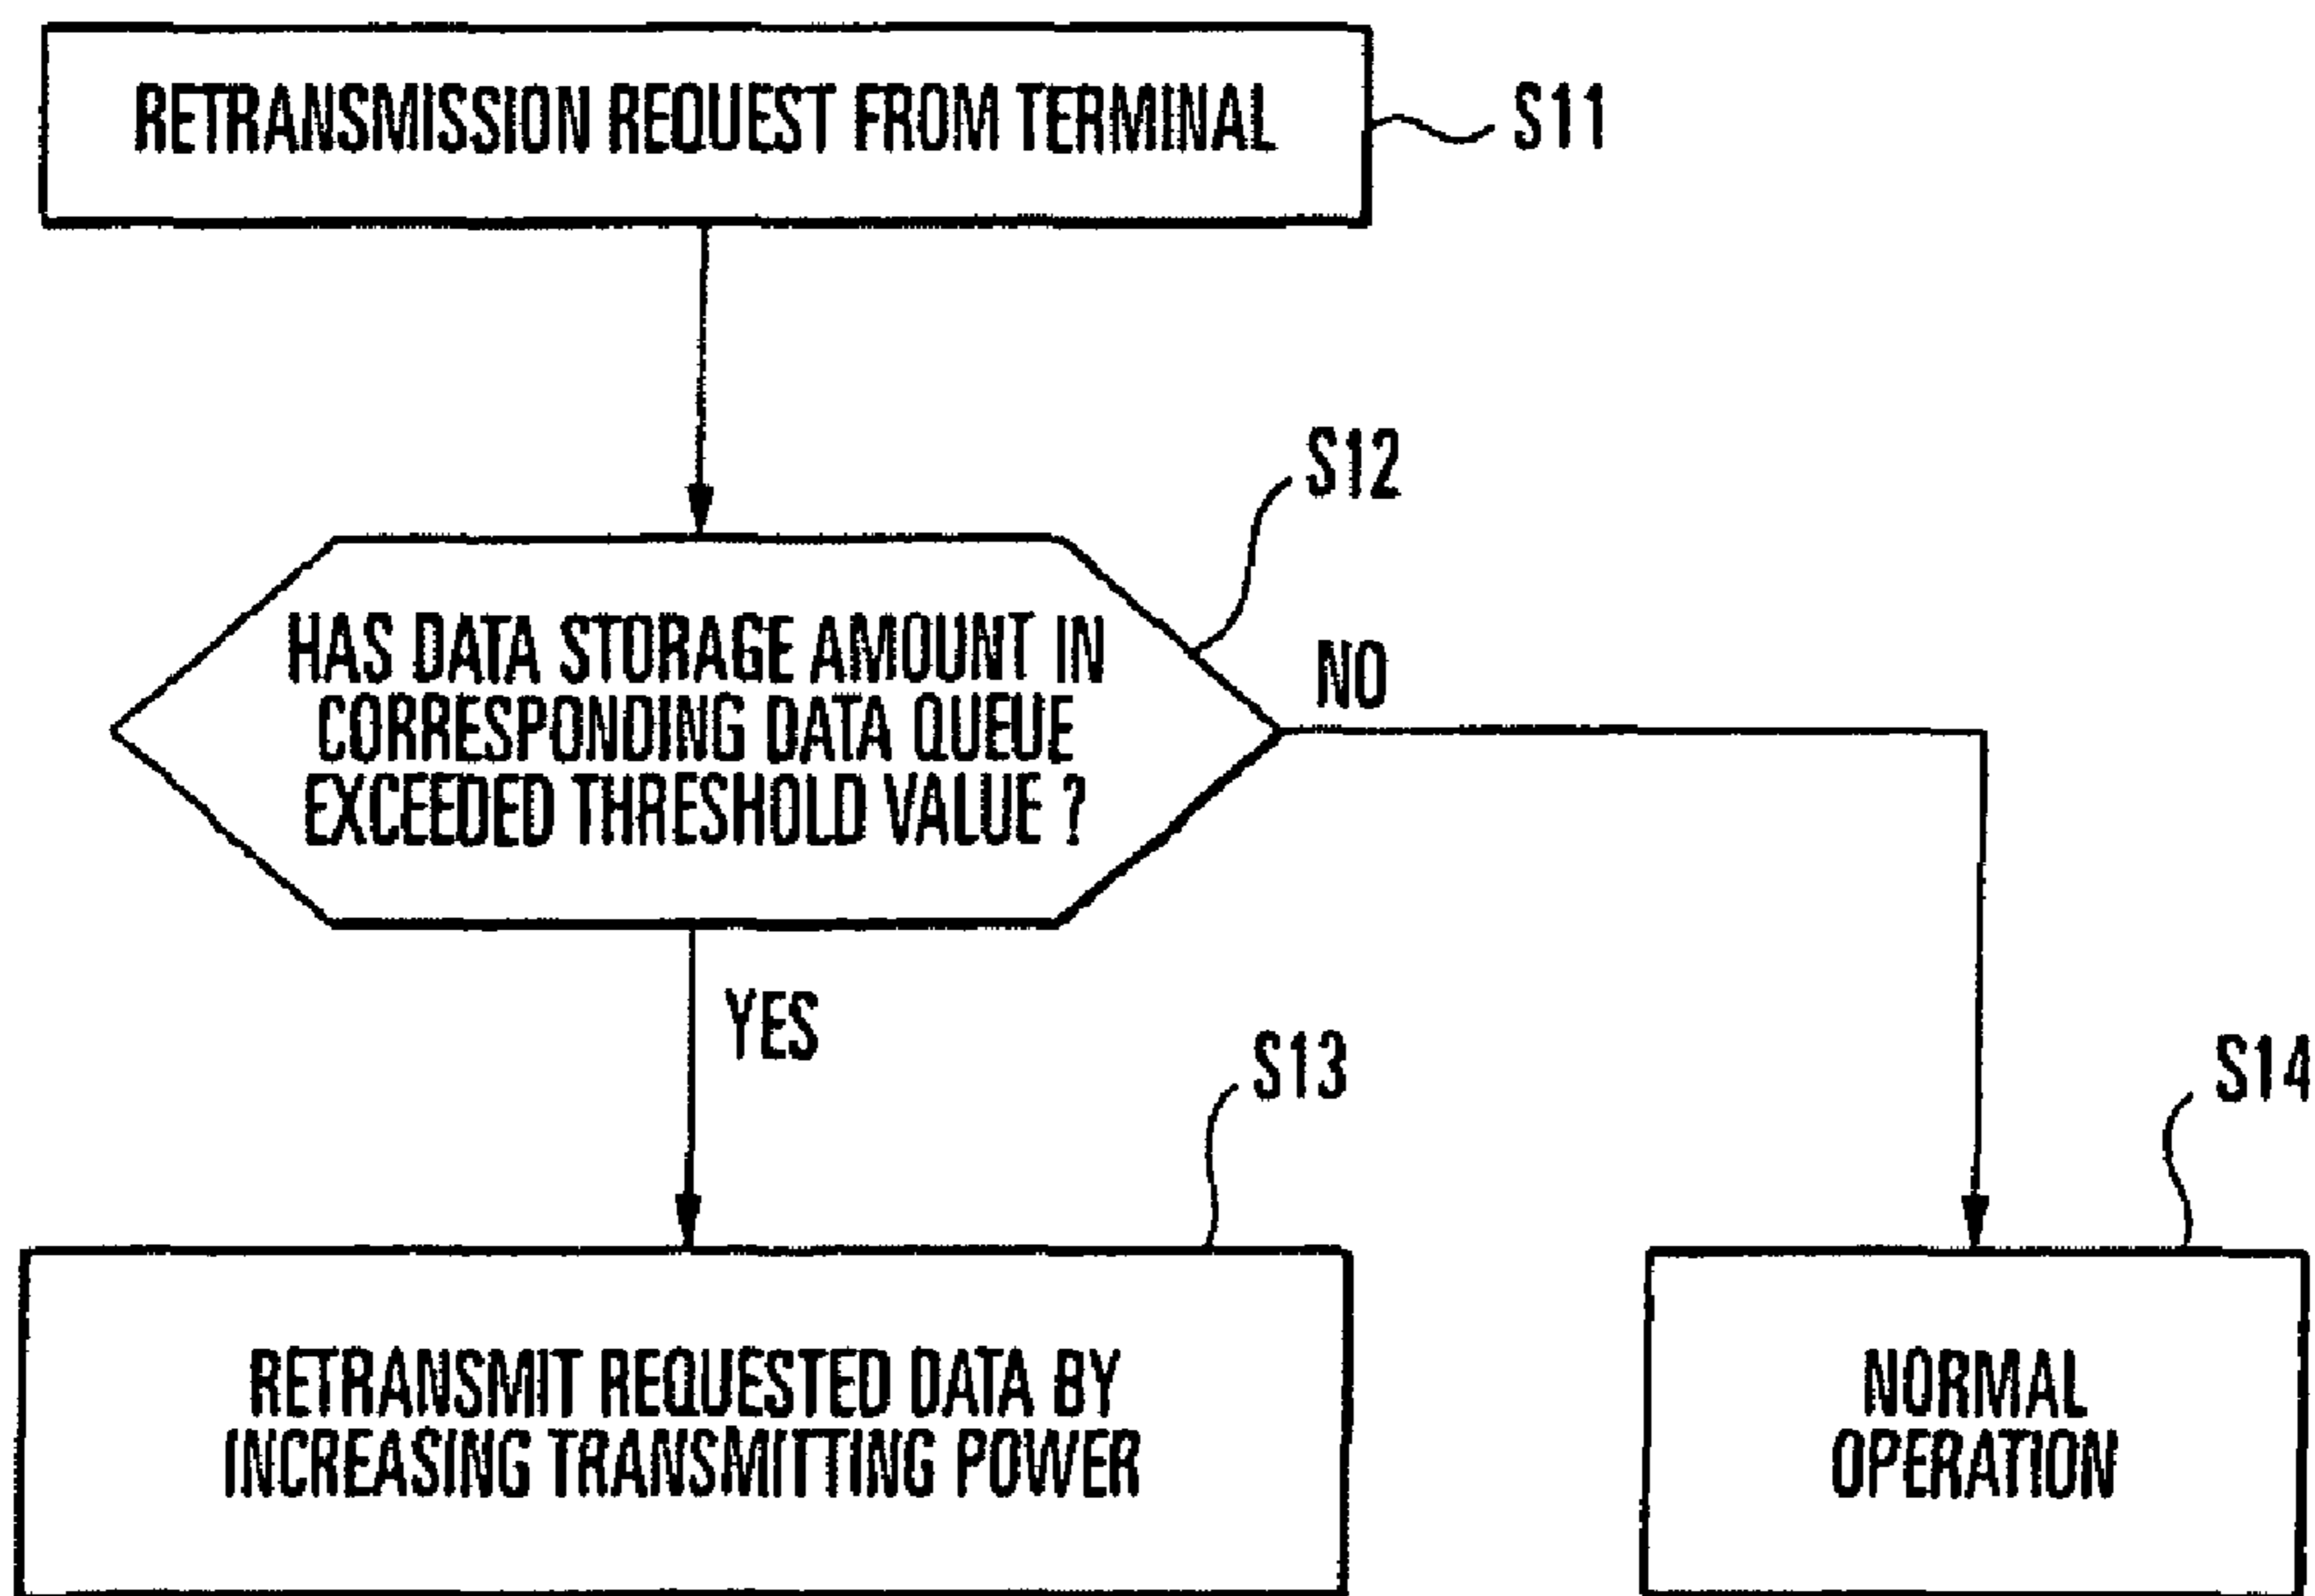 RETRANSMISSION REQUEST FROM TERMINAL
S11
S12
HAS DATA STORAGE AMOUNT IN
CORRESPONDING DATA QUEUE
EXCEEDED THRESHOLD VALUE ?
NO
YES
S13
S14
RETRANSMIT REQUESTED DATA BY
INCREASING TRANSMITTING POWER
NORMAL
OPERATION